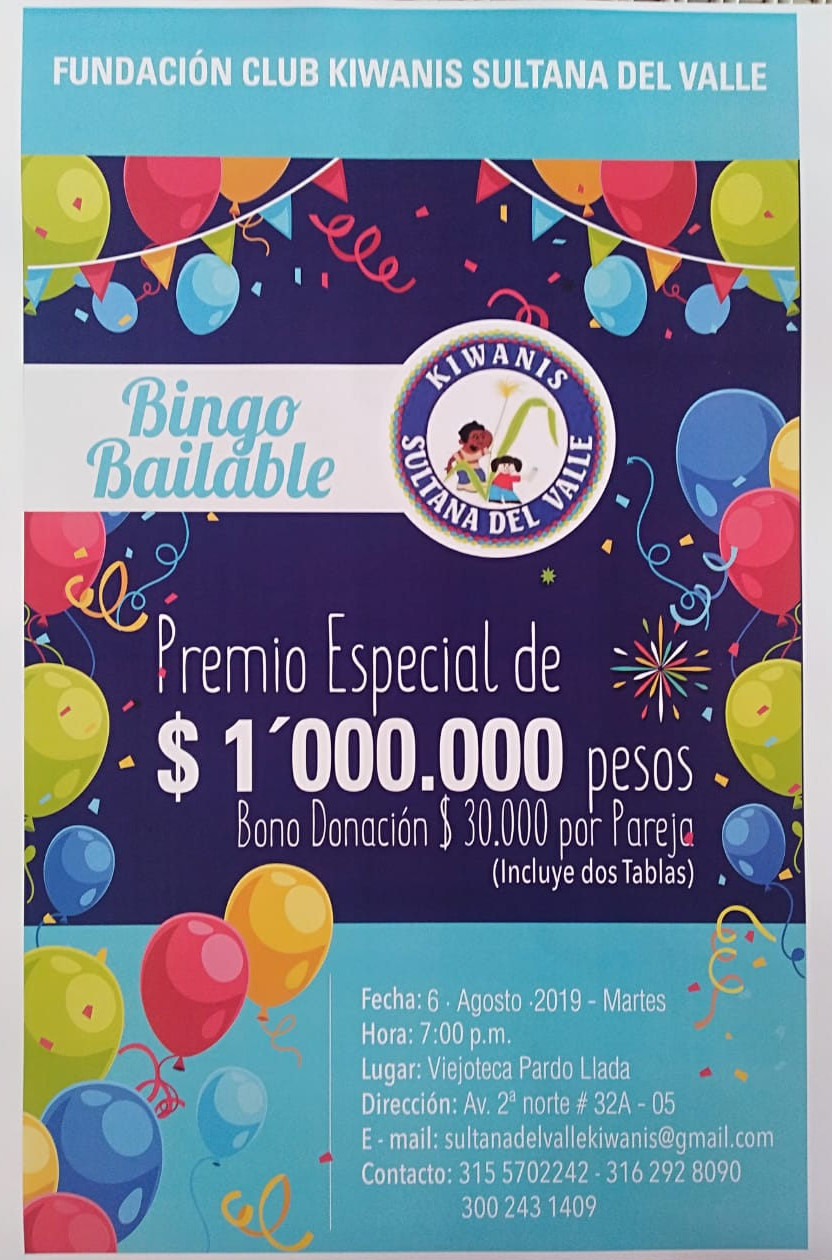 FUNDACIÓN CLUB KIWANIS SULTANA DEL VALLE
Bingo
Bailable
KIWANIS
SULTANA DEL VALLE
Premio Especial de
$ 1´000.000 pesos
Bono Donación $ 30.000 por Pareja
(Incluye dos Tablas)
Fecha: 6 · Agosto ·2019 - Martes
Hora: 7:00 p.m.
Lugar: Viejoteca Pardo Llada
Dirección: Av. 2ª norte # 32A - 05
E - mail: sultanadelvallekiwanis@gmail.com
Contacto: 315 5702242 - 316 292 8090
300 243 1409